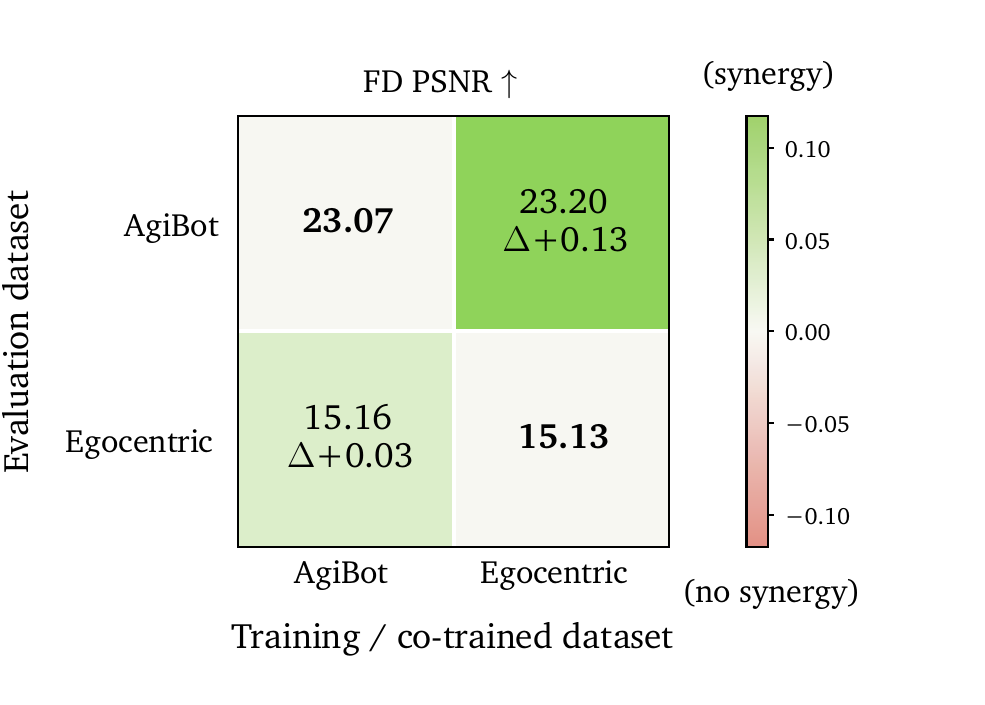 FD PSNR ↑
(synergy)
Evaluation dataset
AgiBot
23.07
23.20
Δ+0.13
Egocentric
15.16
Δ+0.03
15.13
AgiBot
Egocentric
Training / co-trained dataset
0.10
0.05
0.00
−0.05
−0.10
(no synergy)